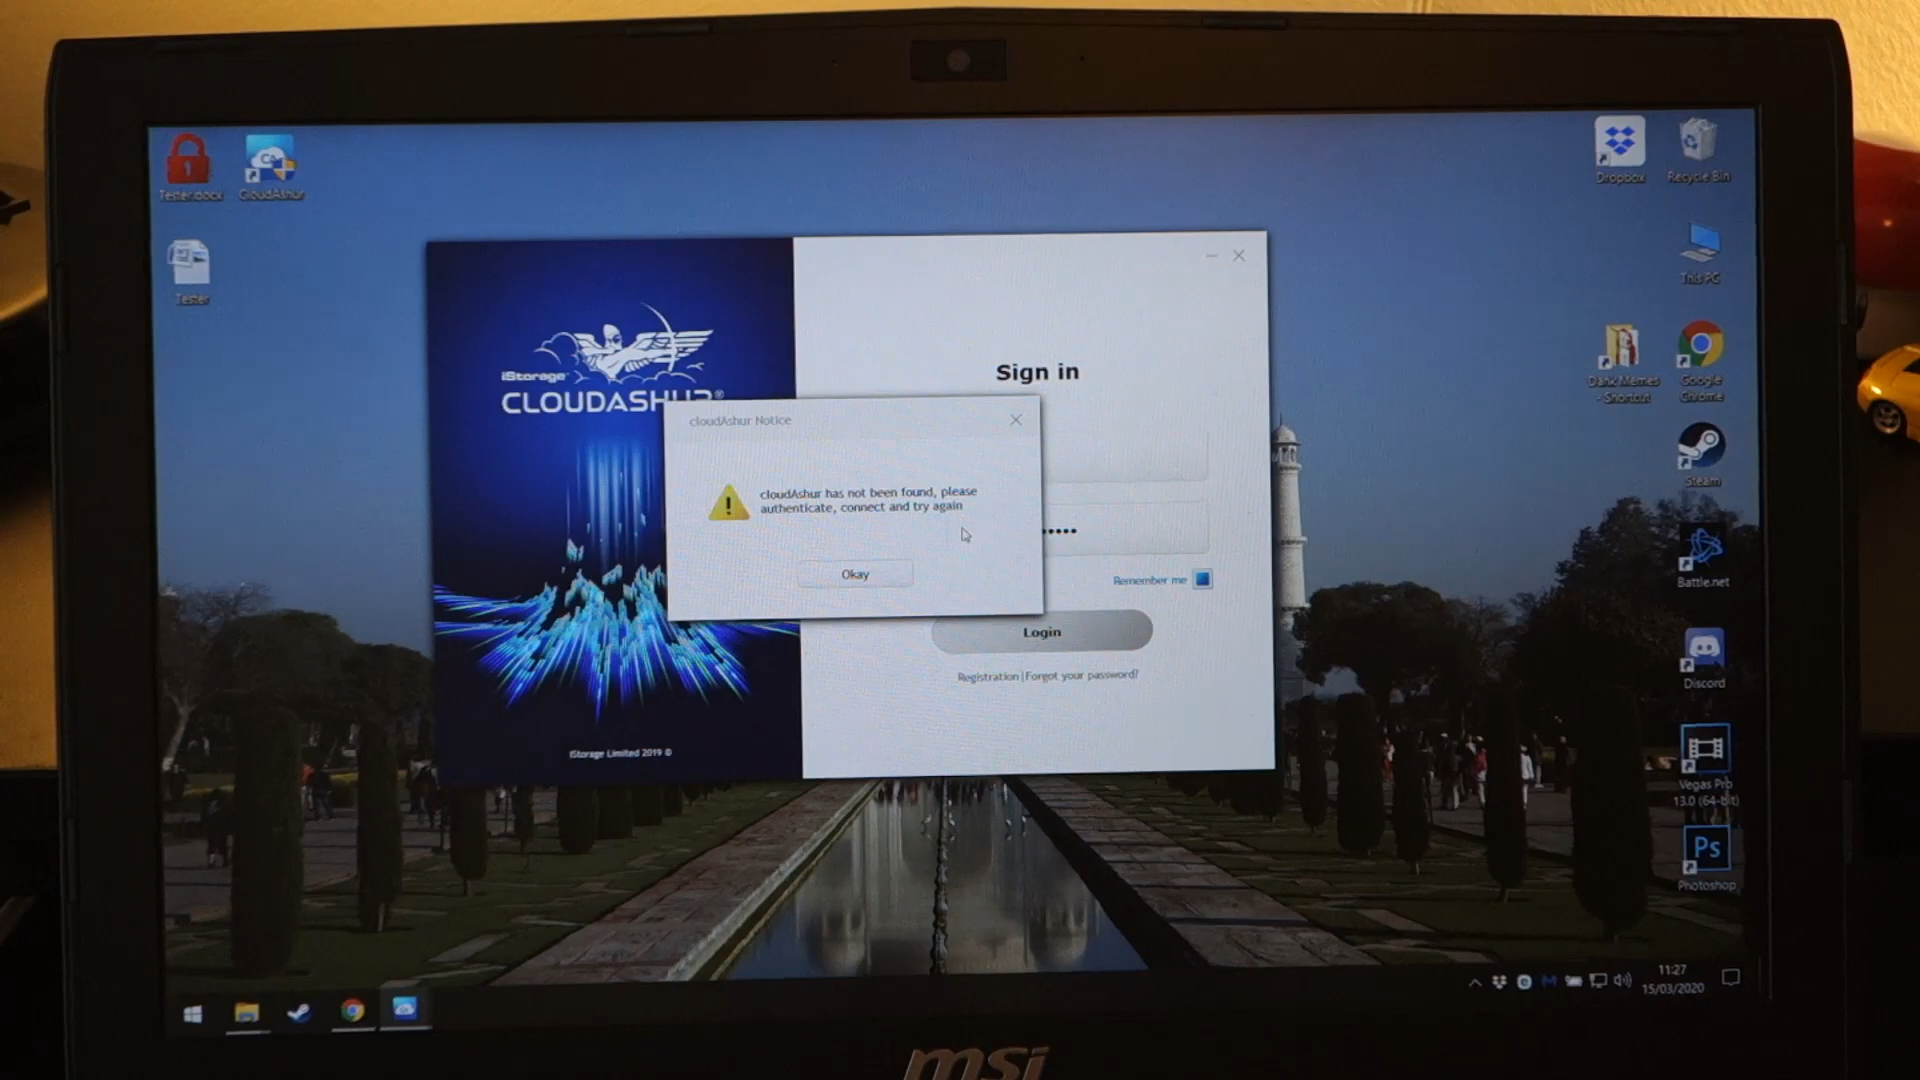 Tester.docx
CloudAshur
Tester
Dropbox
Recycle Bin
This PC
Dank Memes
- Shortcut
Google
Chrome
Steam
Battle.net
Discord
Vegas Pro
13.0 (64-bit)
Ps
Photoshop
iStorage
CLOUDASHUR®
iStorage Limited 2019 ©
Sign in
cloudAshur Notice
cloudAshur has not been found, please
authenticate, connect and try again
Okay
Remember me
Login
Registration|Forgot your password?
11:27
15/03/2020
msi